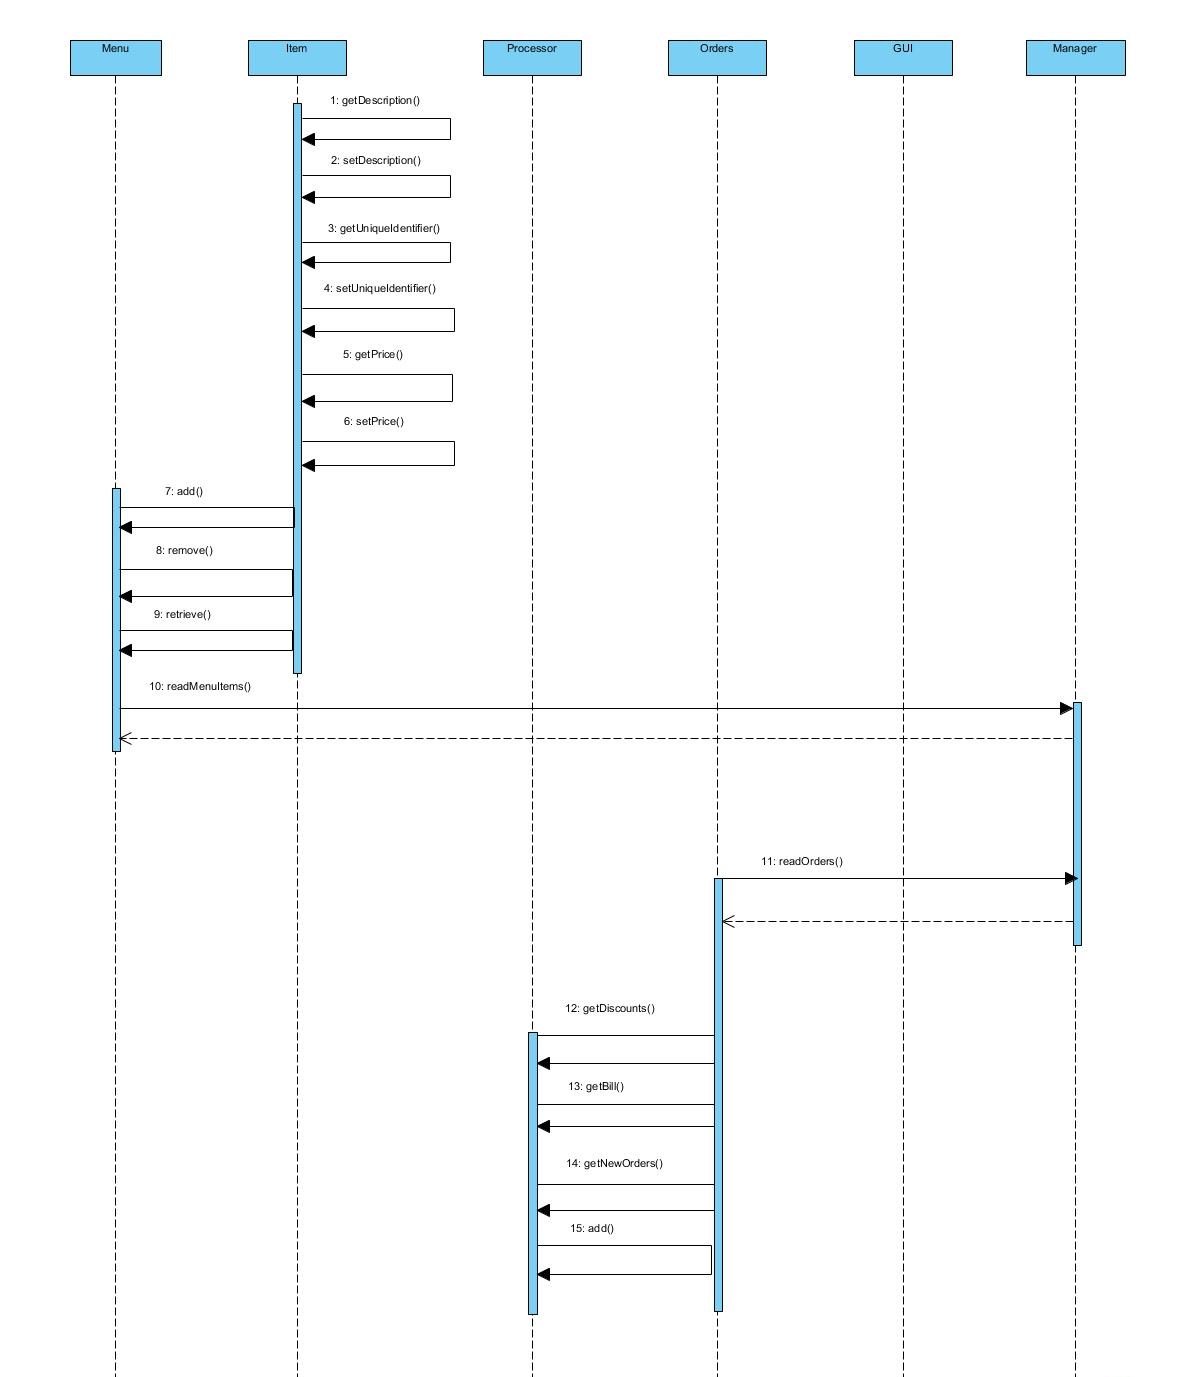 Menu
Item
Processor
Orders
GUI
Manager
1: getDescription()
2: setDescription()
3: getUniqueIdentifier()
4: setUniqueIdentifier()
5: getPrice()
6: setPrice()
7: add()
8: remove()
9: retrieve()
10: readMenuItems()
11: readOrders()
12: getDiscounts()
13: getBill()
14: getNewOrders()
15: add()